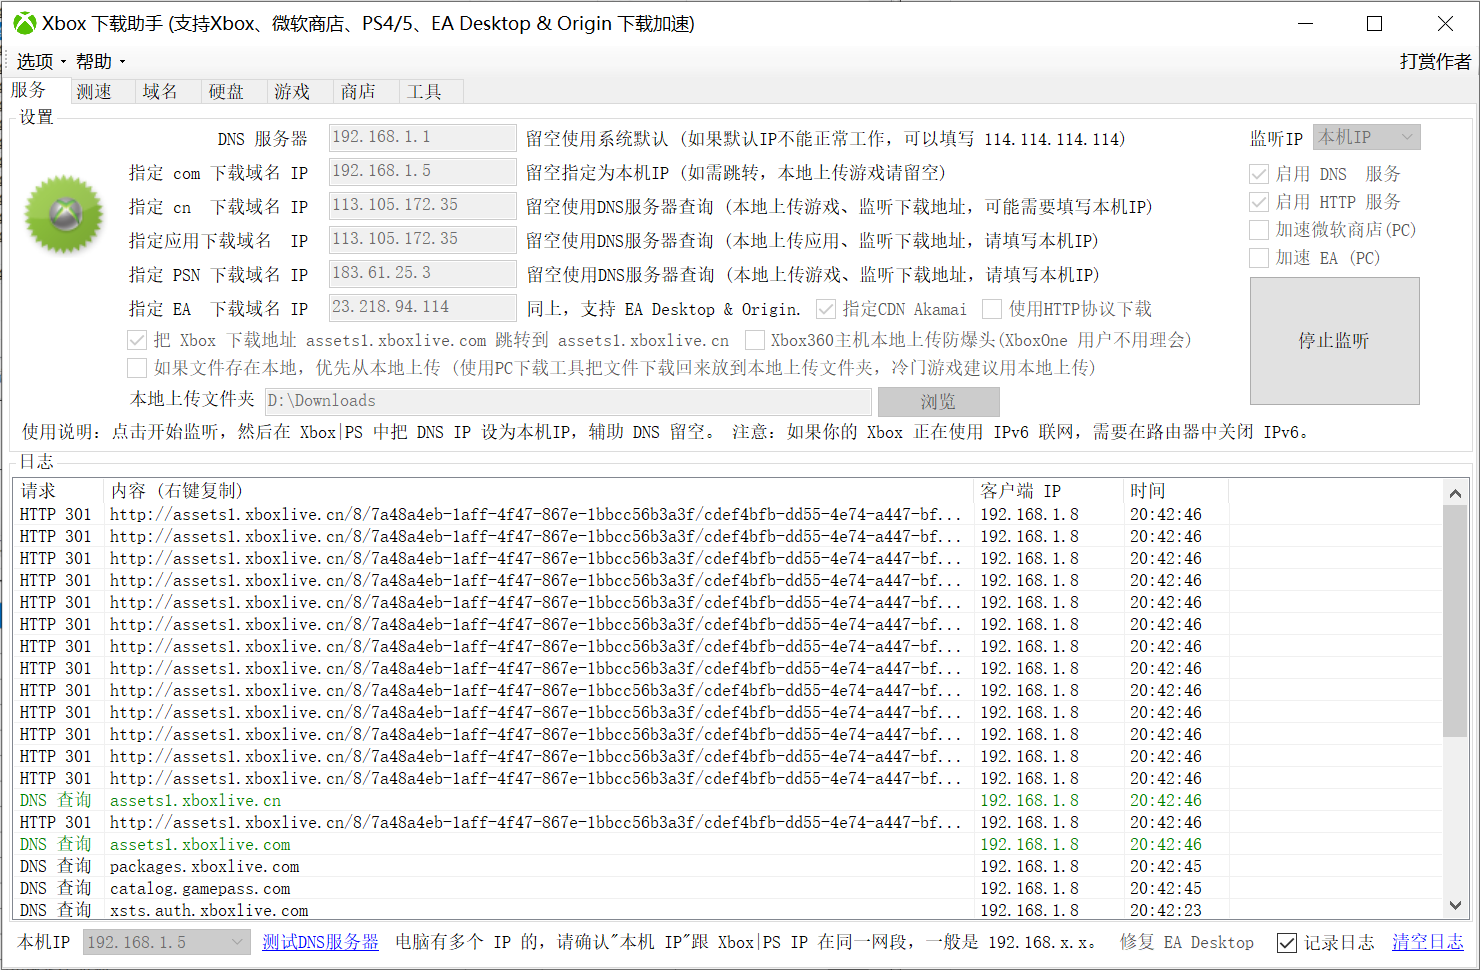 Xbox 下载助手 (支持Xbox、微软商店、PS4/5、EA Desktop & Origin 下载加速)
选项 帮助 打赏作者
服务 测速 域名 硬盘 游戏 商店 工具
设置
DNS 服务器 192.168.1.1 留空使用系统默认 (如果默认IP不能正常工作，可以填写 114.114.114.114) 监听IP 本机IP
指定 com 下载域名 IP 192.168.1.5 留空指定为本机IP (如需跳转，本地上传游戏请留空) 启用 DNS 服务
指定 cn 下载域名 IP 113.105.172.35 留空使用DNS服务器查询 (本地上传游戏、监听下载地址，可能需要填写本机IP) 启用 HTTP 服务
指定应用下载域名 IP 113.105.172.35 留空使用DNS服务器查询 (本地上传应用、监听下载地址，请填写本机IP) 加速微软商店(PC)
指定 PSN 下载域名 IP 183.61.25.3 留空使用DNS服务器查询 (本地上传游戏、监听下载地址，请填写本机IP) 加速 EA (PC)
指定 EA 下载域名 IP 23.218.94.114 同上，支持 EA Desktop & Origin. 指定CDN Akamai 使用HTTP协议下载
把 Xbox 下载地址 assets1.xboxlive.com 跳转到 assets1.xboxlive.cn Xbox360主机本地上传防爆头(XboxOne 用户不用理会) 停止监听
如果文件存在本地，优先从本地上传 (使用PC下载工具把文件下载回来放到本地上传文件夹，冷门游戏建议用本地上传)
本地上传文件夹 D:\Downloads 浏览
使用说明：点击开始监听，然后在 Xbox|PS 中把 DNS IP 设为本机IP，辅助 DNS 留空。 注意：如果你的 Xbox 正在使用 IPv6 联网，需要在路由器中关闭 IPv6。
日志
请求 内容 (右键复制) 客户端 IP 时间
HTTP 301 http://assets1.xboxlive.cn/8/7a48a4eb-1aff-4f47-867e-1bbcc56b3a3f/cdef4bfb-dd55-4e74-a447-bf... 192.168.1.8 20:42:46
HTTP 301 http://assets1.xboxlive.cn/8/7a48a4eb-1aff-4f47-867e-1bbcc56b3a3f/cdef4bfb-dd55-4e74-a447-bf... 192.168.1.8 20:42:46
HTTP 301 http://assets1.xboxlive.cn/8/7a48a4eb-1aff-4f47-867e-1bbcc56b3a3f/cdef4bfb-dd55-4e74-a447-bf... 192.168.1.8 20:42:46
HTTP 301 http://assets1.xboxlive.cn/8/7a48a4eb-1aff-4f47-867e-1bbcc56b3a3f/cdef4bfb-dd55-4e74-a447-bf... 192.168.1.8 20:42:46
HTTP 301 http://assets1.xboxlive.cn/8/7a48a4eb-1aff-4f47-867e-1bbcc56b3a3f/cdef4bfb-dd55-4e74-a447-bf... 192.168.1.8 20:42:46
HTTP 301 http://assets1.xboxlive.cn/8/7a48a4eb-1aff-4f47-867e-1bbcc56b3a3f/cdef4bfb-dd55-4e74-a447-bf... 192.168.1.8 20:42:46
HTTP 301 http://assets1.xboxlive.cn/8/7a48a4eb-1aff-4f47-867e-1bbcc56b3a3f/cdef4bfb-dd55-4e74-a447-bf... 192.168.1.8 20:42:46
HTTP 301 http://assets1.xboxlive.cn/8/7a48a4eb-1aff-4f47-867e-1bbcc56b3a3f/cdef4bfb-dd55-4e74-a447-bf... 192.168.1.8 20:42:46
HTTP 301 http://assets1.xboxlive.cn/8/7a48a4eb-1aff-4f47-867e-1bbcc56b3a3f/cdef4bfb-dd55-4e74-a447-bf... 192.168.1.8 20:42:46
HTTP 301 http://assets1.xboxlive.cn/8/7a48a4eb-1aff-4f47-867e-1bbcc56b3a3f/cdef4bfb-dd55-4e74-a447-bf... 192.168.1.8 20:42:46
HTTP 301 http://assets1.xboxlive.cn/8/7a48a4eb-1aff-4f47-867e-1bbcc56b3a3f/cdef4bfb-dd55-4e74-a447-bf... 192.168.1.8 20:42:46
HTTP 301 http://assets1.xboxlive.cn/8/7a48a4eb-1aff-4f47-867e-1bbcc56b3a3f/cdef4bfb-dd55-4e74-a447-bf... 192.168.1.8 20:42:46
HTTP 301 http://assets1.xboxlive.cn/8/7a48a4eb-1aff-4f47-867e-1bbcc56b3a3f/cdef4bfb-dd55-4e74-a447-bf... 192.168.1.8 20:42:46
DNS 查询 assets1.xboxlive.cn 192.168.1.8 20:42:46
HTTP 301 http://assets1.xboxlive.cn/8/7a48a4eb-1aff-4f47-867e-1bbcc56b3a3f/cdef4bfb-dd55-4e74-a447-bf... 192.168.1.8 20:42:46
DNS 查询 assets1.xboxlive.com 192.168.1.8 20:42:46
DNS 查询 packages.xboxlive.com 192.168.1.8 20:42:45
DNS 查询 catalog.gamepass.com 192.168.1.8 20:42:45
DNS 查询 xsts.auth.xboxlive.com 192.168.1.8 20:42:23
本机IP 192.168.1.5 测试DNS服务器 电脑有多个 IP 的，请确认"本机 IP"跟 Xbox|PS IP 在同一网段，一般是 192.168.x.x。 修复 EA Desktop 记录日志 清空日志